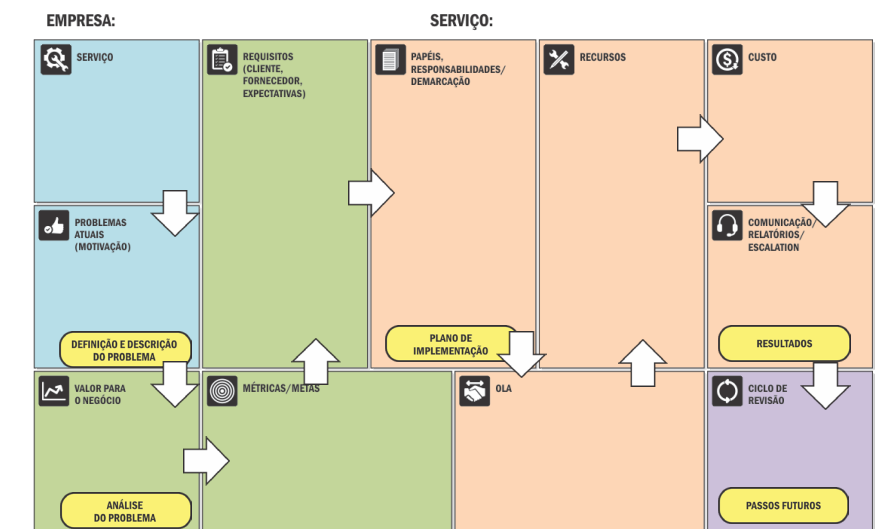 EMPRESA:
SERVIÇO:
SERVIÇO
REQUISITOS
(CLIENTE,
FORNECEDOR,
EXPECTATIVAS)
PAPÉIS,
RESPONSABILIDADES/
DEMARCAÇÃO
RECURSOS
CUSTO
PROBLEMAS
ATUAIS
(MOTIVAÇÃO)
COMUNICAÇÃO/
RELATÓRIOS/
ESCALATION
DEFINIÇÃO E DESCRIÇÃO
DO PROBLEMA
PLANO DE
IMPLEMENTAÇÃO
RESULTADOS
VALOR PARA
O NEGÓCIO
MÉTRICAS/METAS
OLA
CICLO DE
REVISÃO
ANÁLISE
DO PROBLEMA
PASSOS FUTUROS